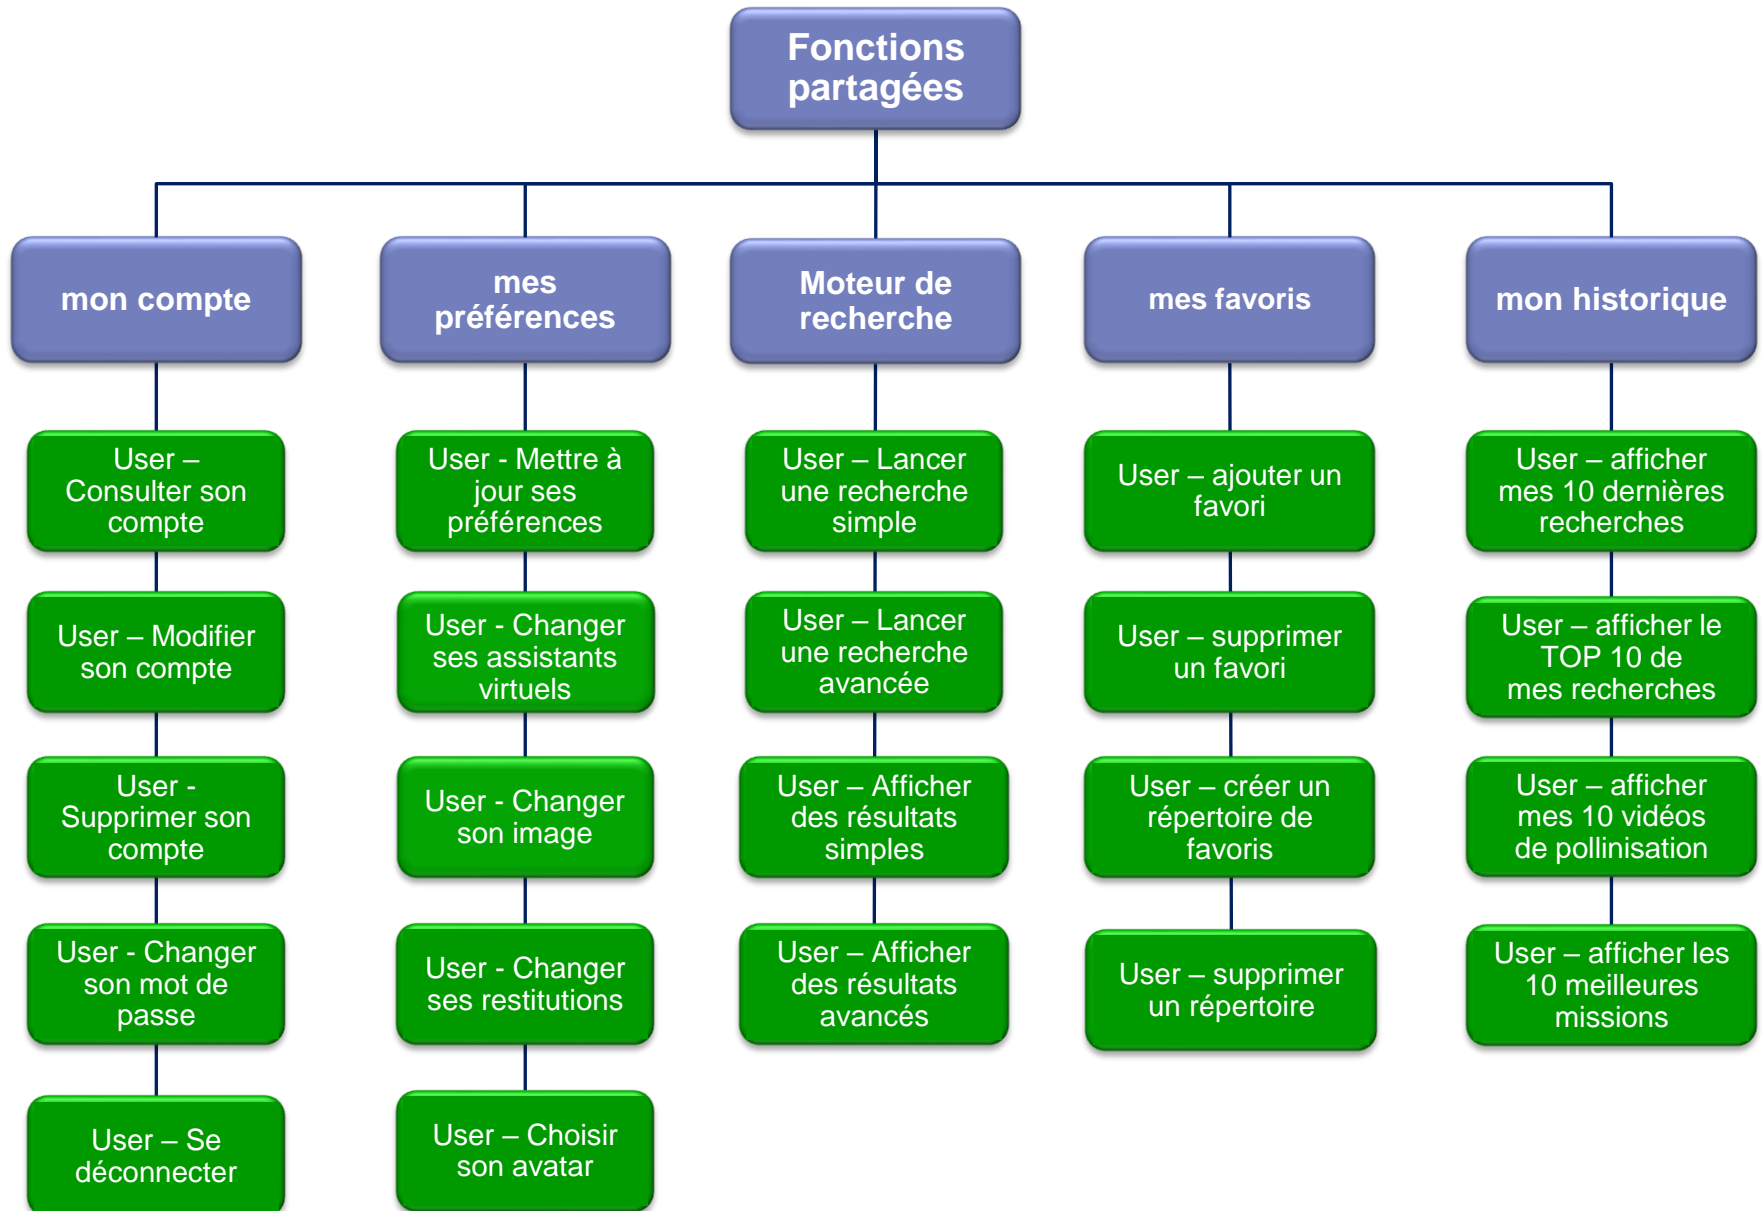 Fonctions
partagées
mon compte
mes
préférences
Moteur de
recherche
mes favoris
mon historique
User –
Consulter son
compte
User – Modifier
son compte
User -
Supprimer son
compte
User - Changer
son mot de
passe
User – Se
déconnecter
User - Mettre à
jour ses
préférences
User - Changer
ses assistants
virtuels
User - Changer
son image
User - Changer
ses restitutions
User – Choisir
son avatar
User – Lancer
une recherche
simple
User – Lancer
une recherche
avancée
User – Afficher
des résultats
simples
User – Afficher
des résultats
avancés
User – ajouter un
favori
User – supprimer
un favori
User – créer un
répertoire de
favoris
User – supprimer
un répertoire
User – afficher
mes 10 dernières
recherches
User – afficher le
TOP 10 de
mes recherches
User – afficher
mes 10 vidéos
de pollinisation
User – afficher les
10 meilleures
missions